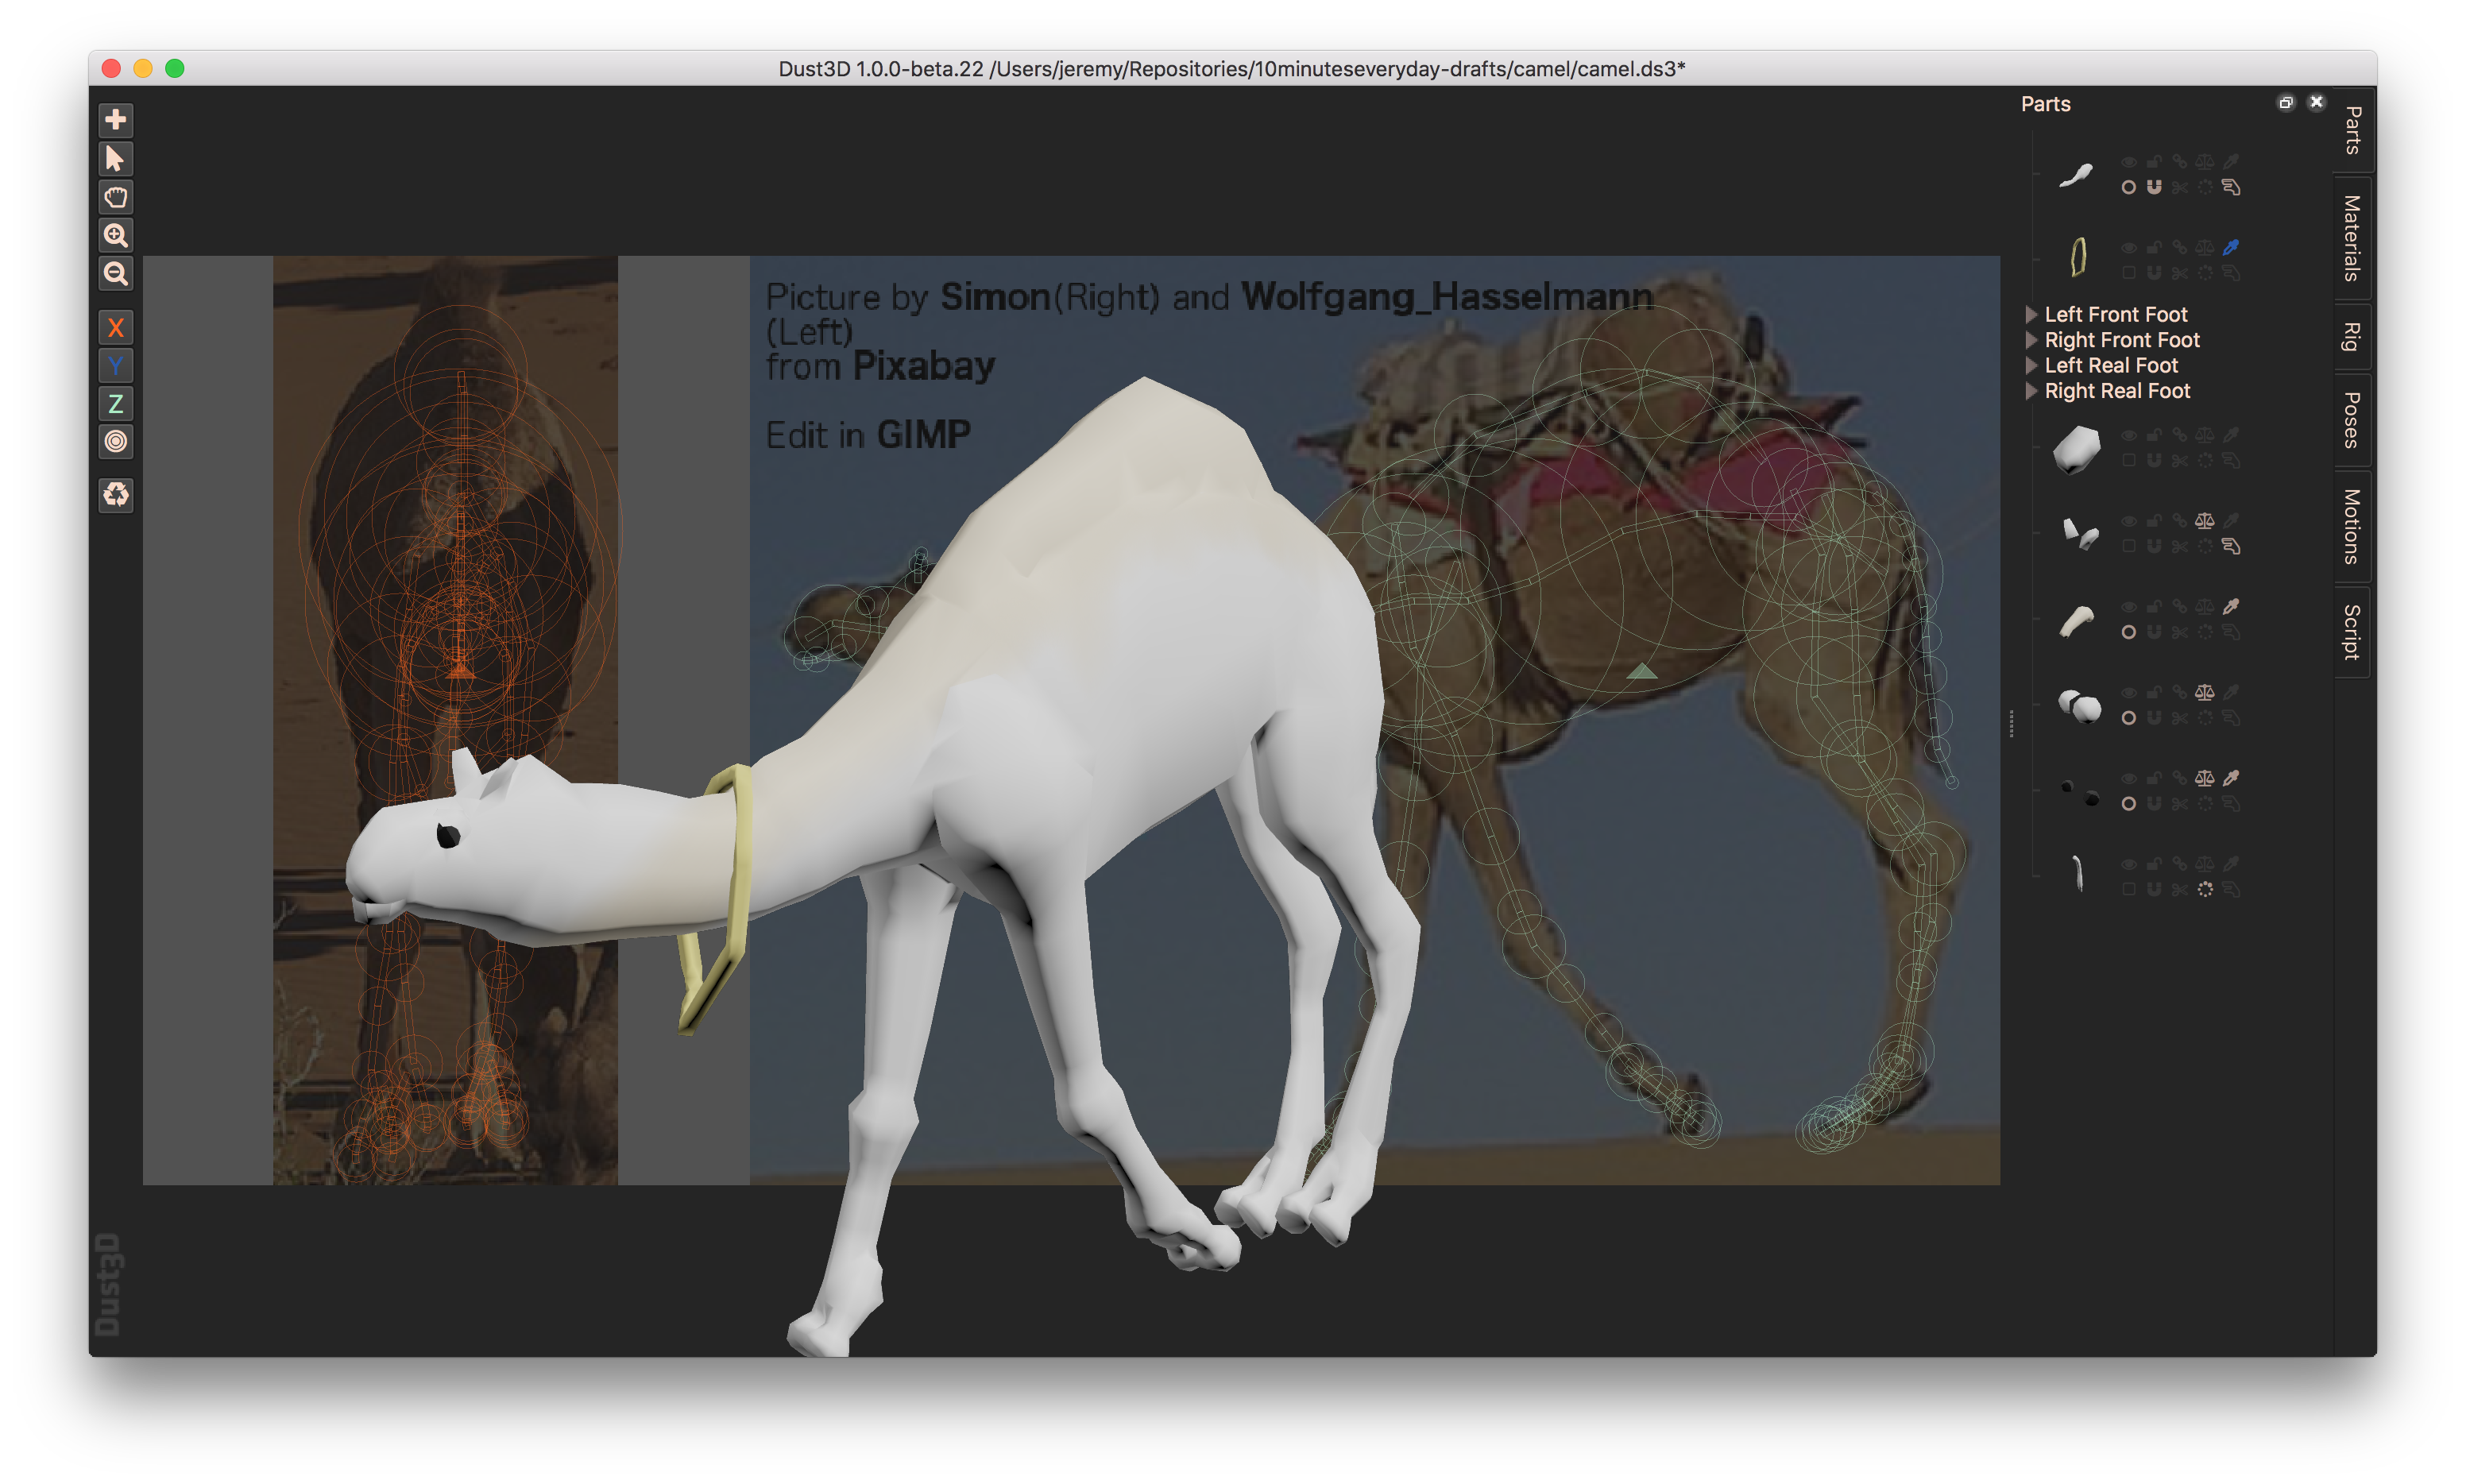 Dust3D 1.0.0-beta.22 /Users/jeremy/Repositories/10minuteseveryday-drafts/camel/camel.ds3*
X
Y
Z
Picture by Simon(Right) and Wolfgang_Hasselmann
(Left)
from Pixabay
Edit in GIMP
Dust3D
Parts
Left Front Foot
Right Front Foot
Left Real Foot
Right Real Foot
Parts
Materials
Rig
Poses
Motions
Script